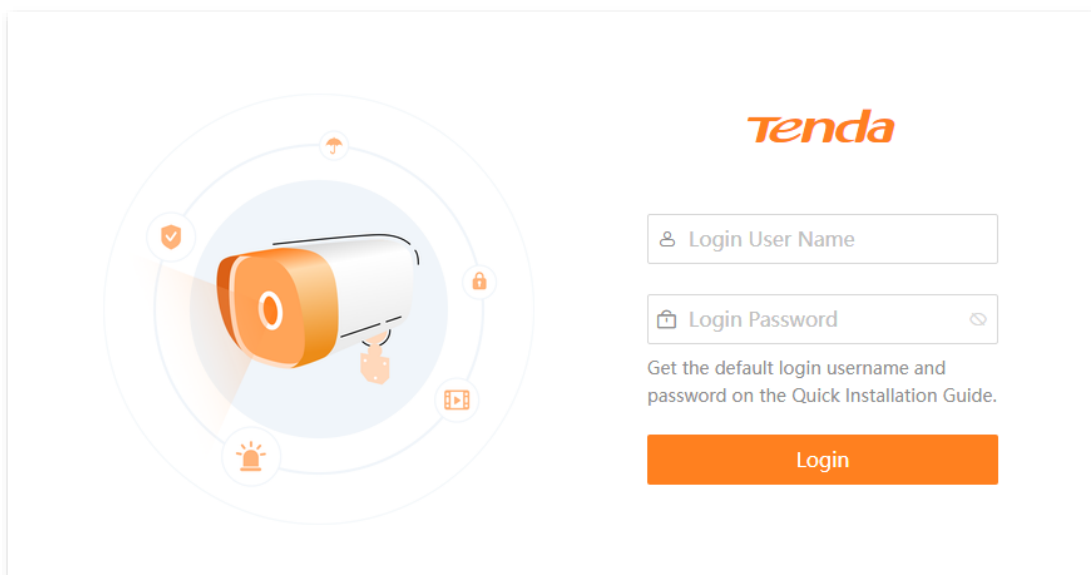 Tenda
Login User Name
Login Password
Get the default login username and
password on the Quick Installation Guide.
Login